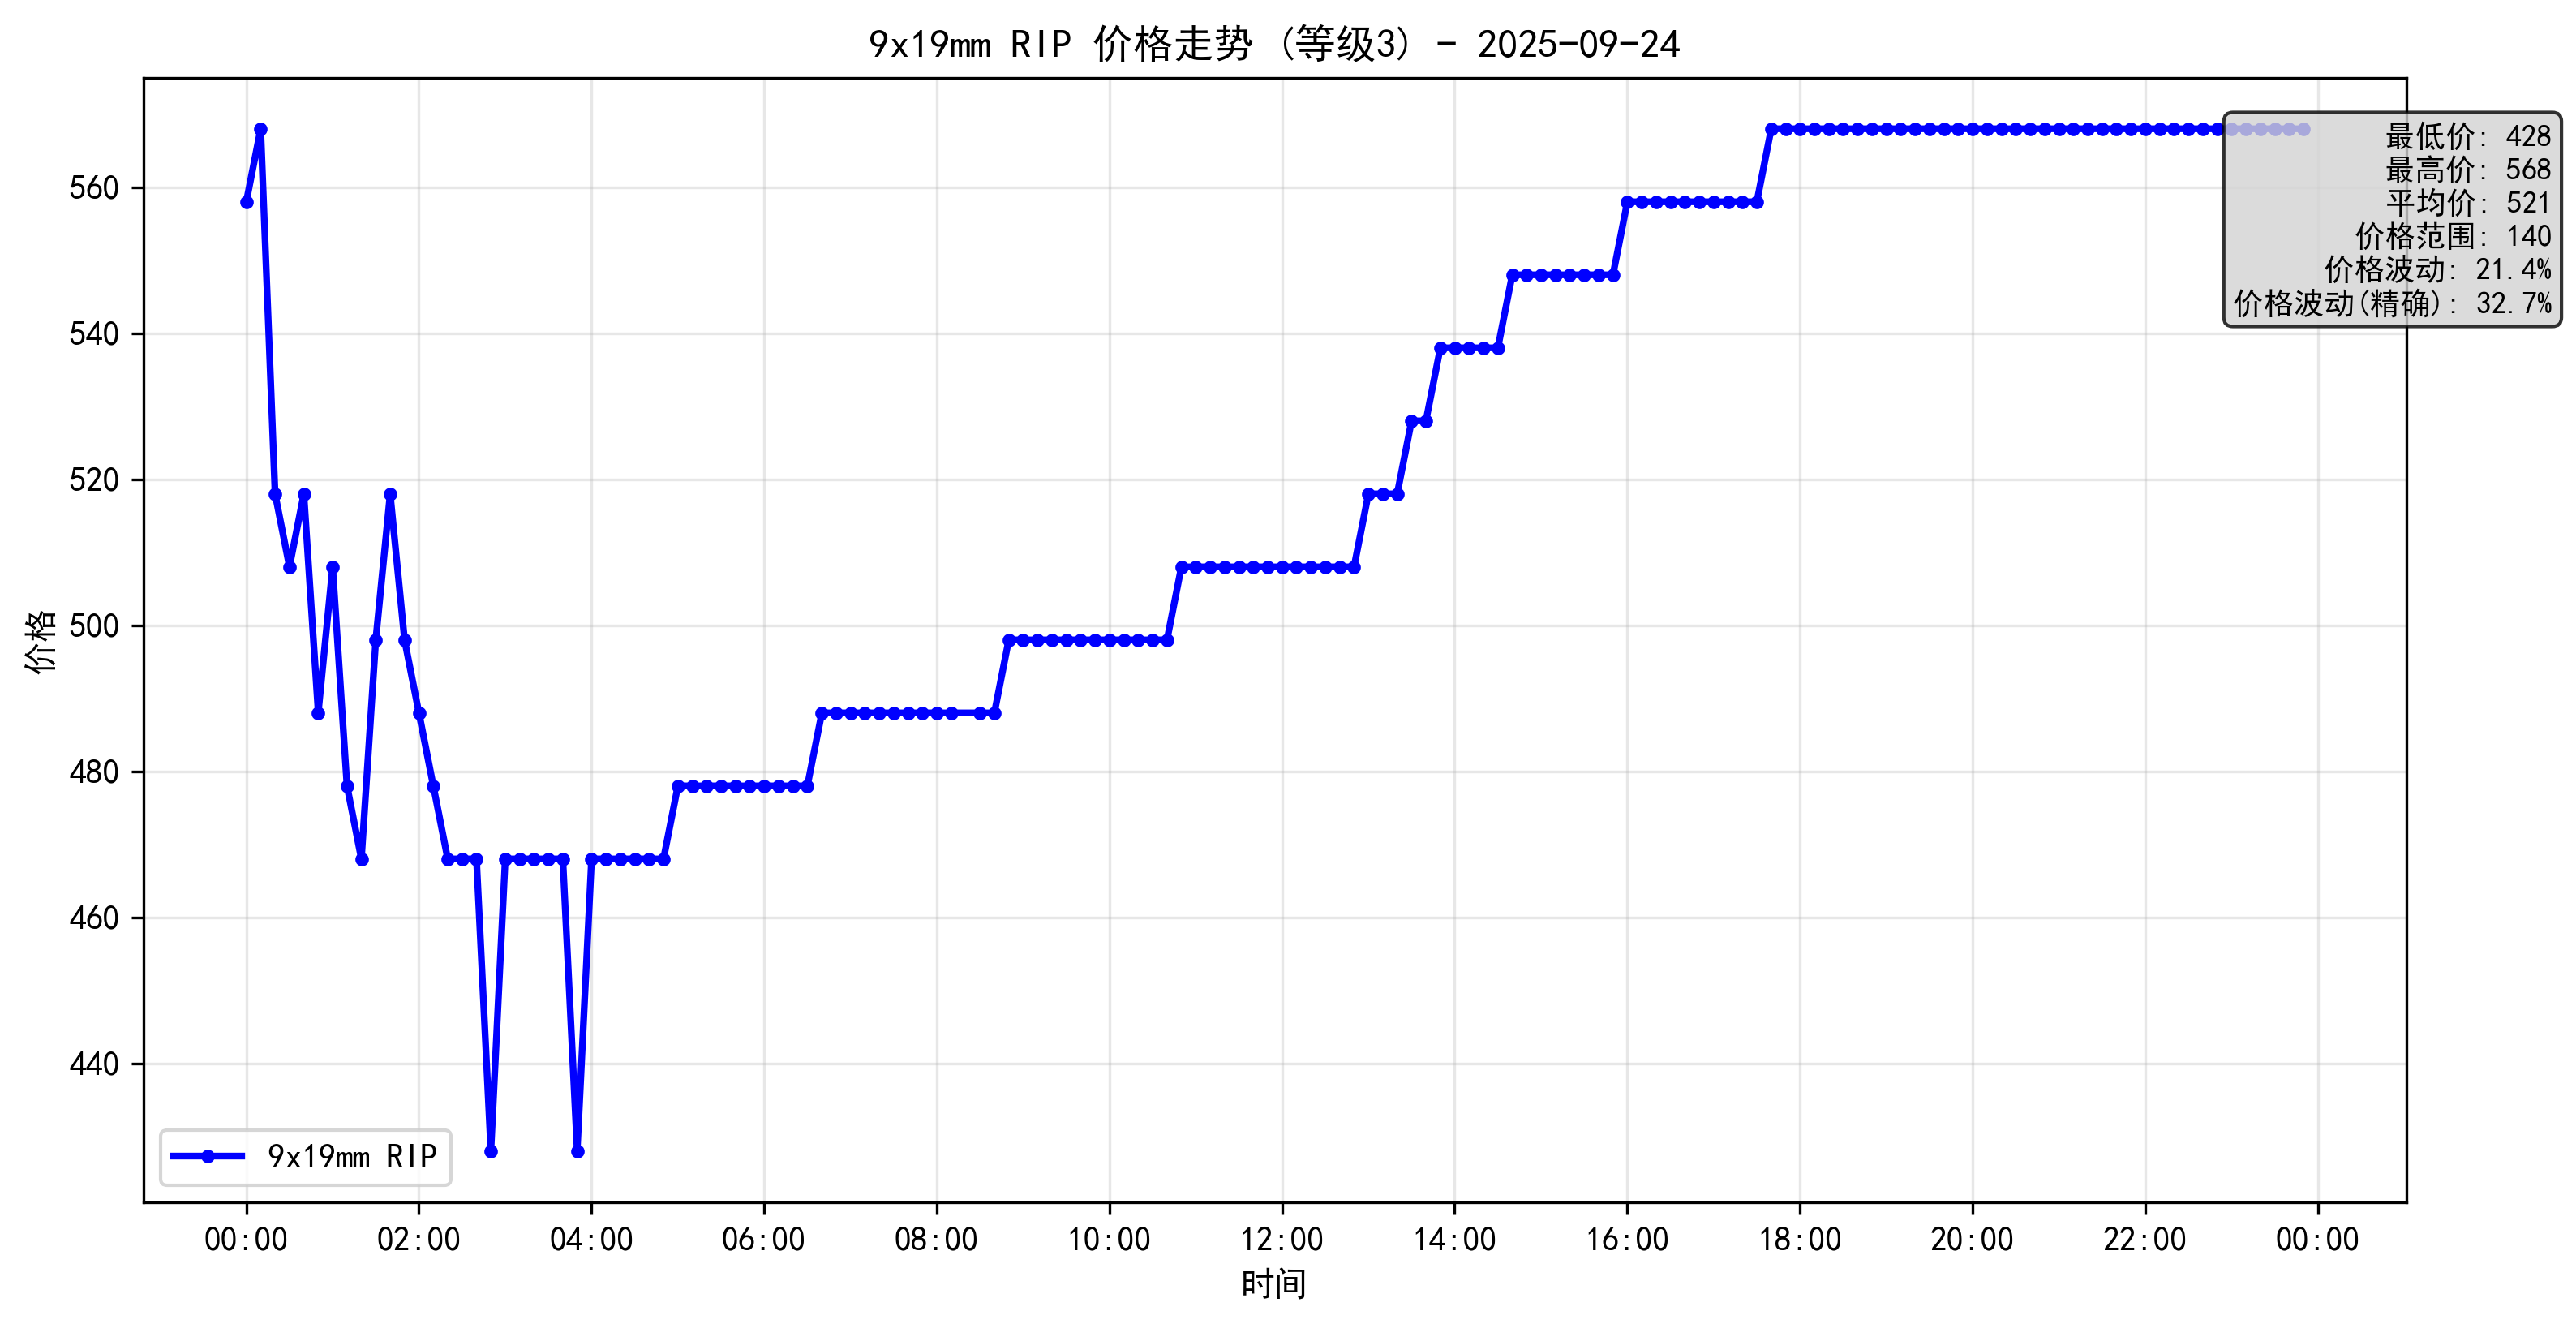 9x19mm RIP 价格走势 (等级3) - 2025-09-24
最低价: 428
最高价: 568
平均价: 521
价格范围: 140
价格波动: 21.4%
价格波动(精确): 32.7%
560
540
520
500
480
460
440
价格
9x19mm RIP
00:00 02:00 04:00 06:00 08:00 10:00 12:00 14:00 16:00 18:00 20:00 22:00 00:00
时间